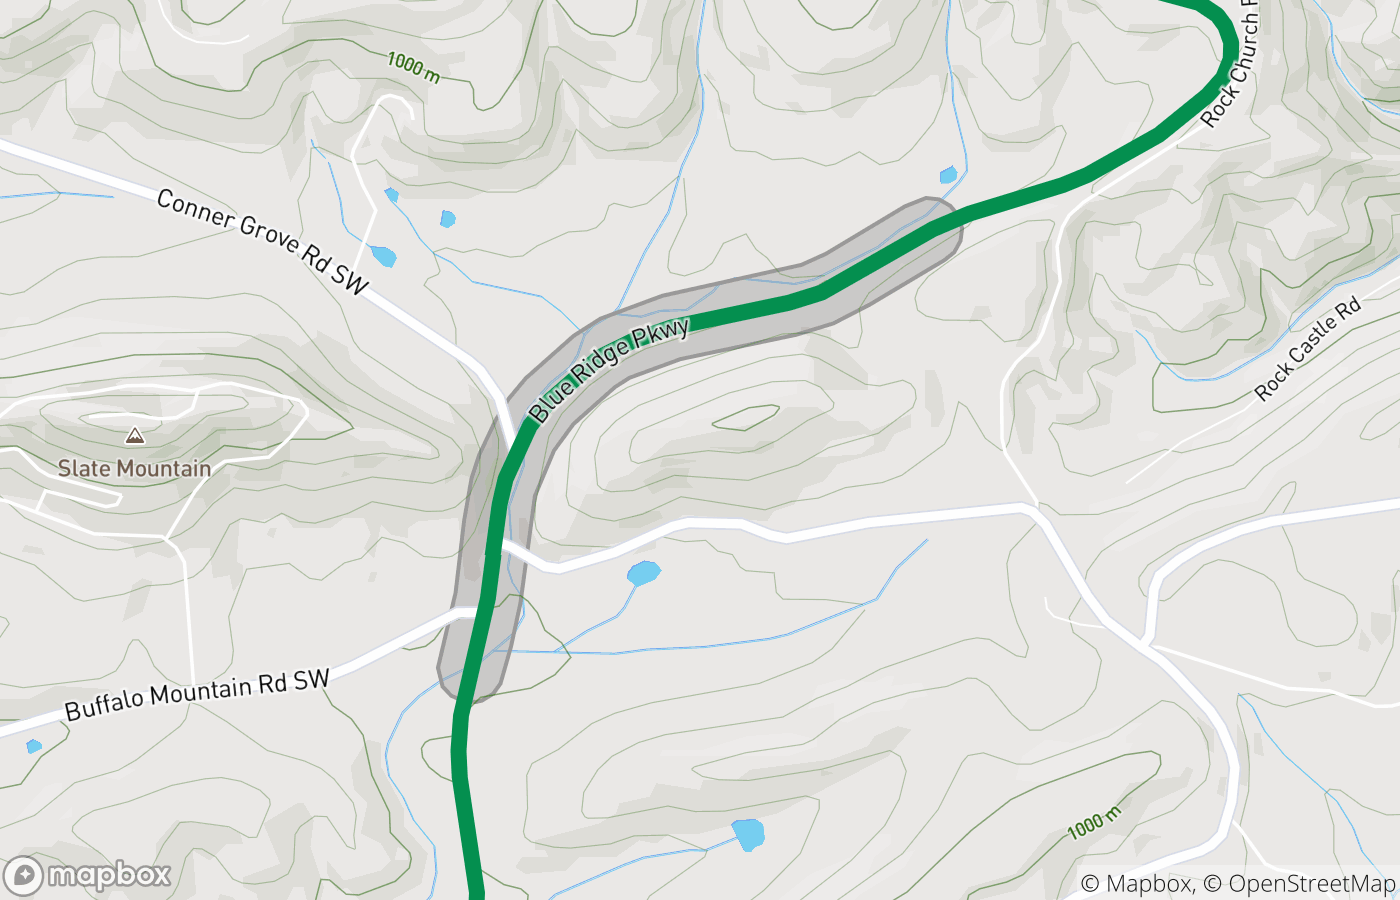 1000 m
Rock Church R
Conner Grove Rd SW
Blue Ridge Pkwy
Rock Castle Rd
Slate Mountain
Buffalo Mountain Rd SW
1000 m
mapbox
© Mapbox, © OpenStreetMap